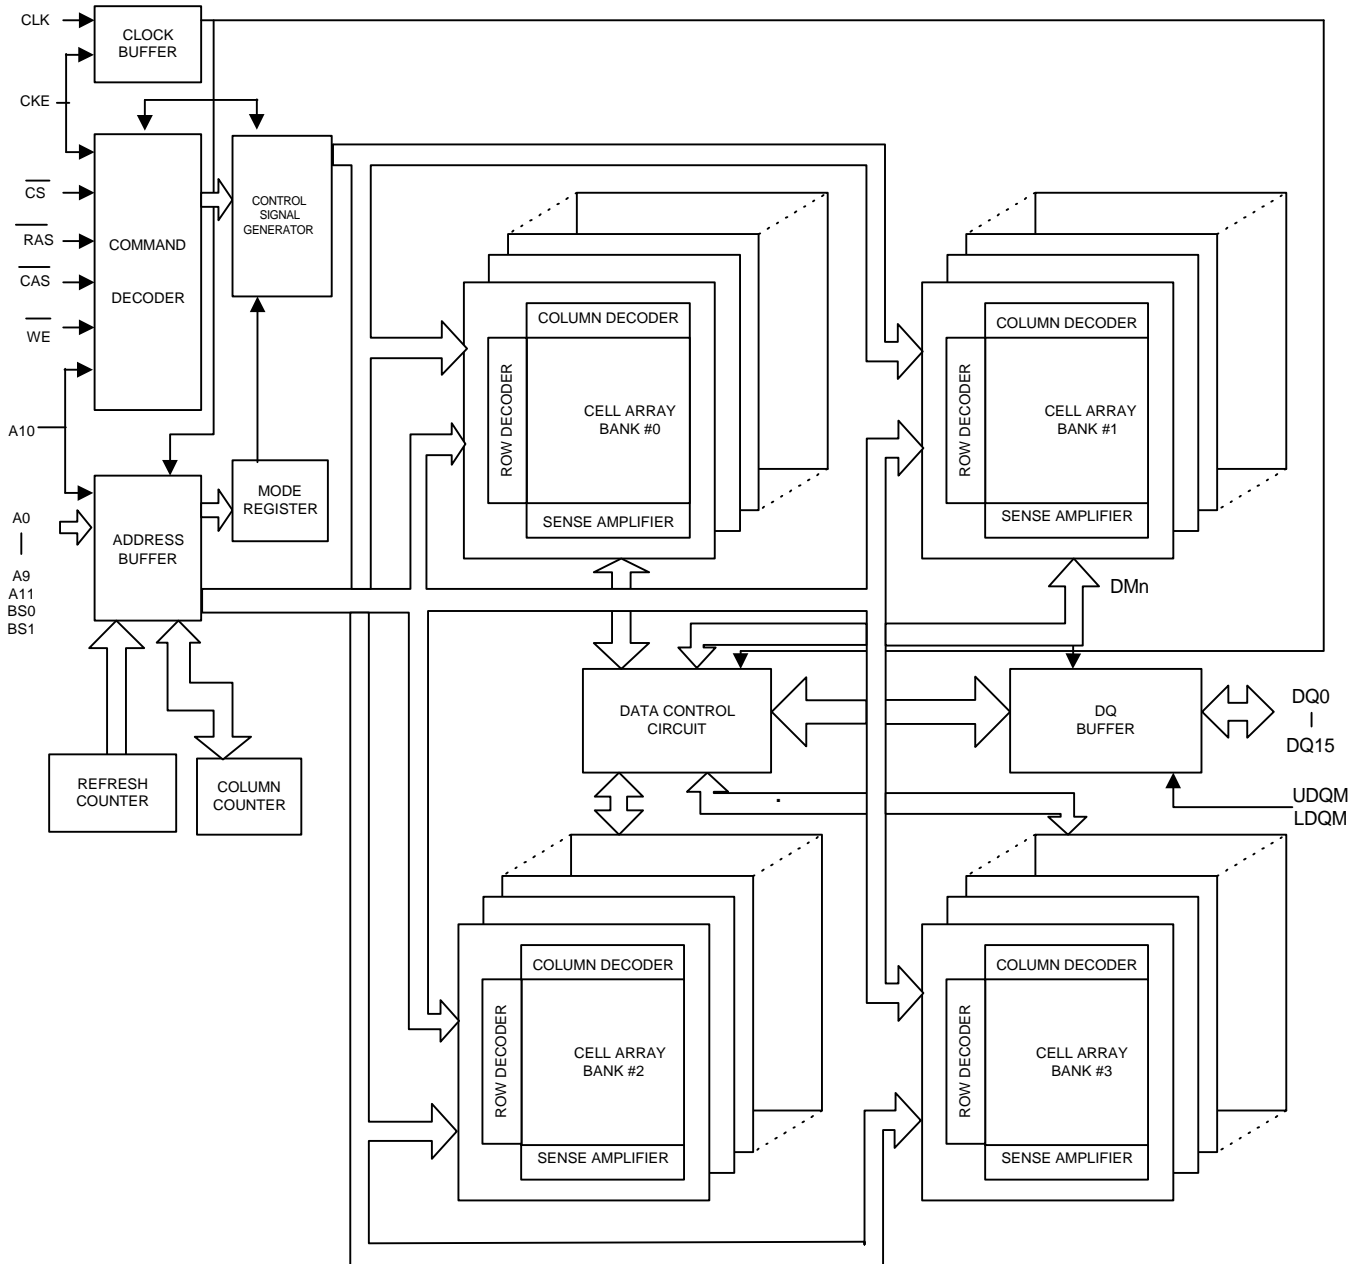 CLK
CLOCK
BUFFER
CKE
CS
RAS
CAS
WE
COMMAND
DECODER
CONTROL
SIGNAL
GENERATOR
A10
MODE
REGISTER
A0
A9
A11
BS0
BS1
ADDRESS
BUFFER
REFRESH
COUNTER
COLUMN
COUNTER
COLUMN DECODER
ROW DECODER
CELL ARRAY
BANK #0
SENSE AMPLIFIER
COLUMN DECODER
ROW DECODER
CELL ARRAY
BANK #1
SENSE AMPLIFIER
DMn
DATA CONTROL
CIRCUIT
DQ
BUFFER
DQ0
DQ15
UDQM
LDQM
COLUMN DECODER
ROW DECODER
CELL ARRAY
BANK #2
SENSE AMPLIFIER
COLUMN DECODER
ROW DECODER
CELL ARRAY
BANK #3
SENSE AMPLIFIER